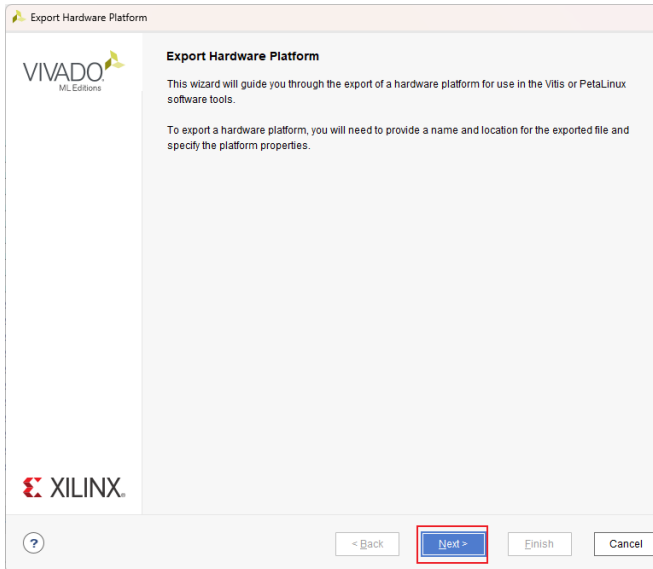 Export Hardware Platform
VIVADO
ML Editions
Export Hardware Platform
This wizard will guide you through the export of a hardware platform for use in the Vitis or PetaLinux
software tools.
To export a hardware platform, you will need to provide a name and location for the exported file and
specify the platform properties.
XILINX
?
< Back
Next >
Finish
Cancel